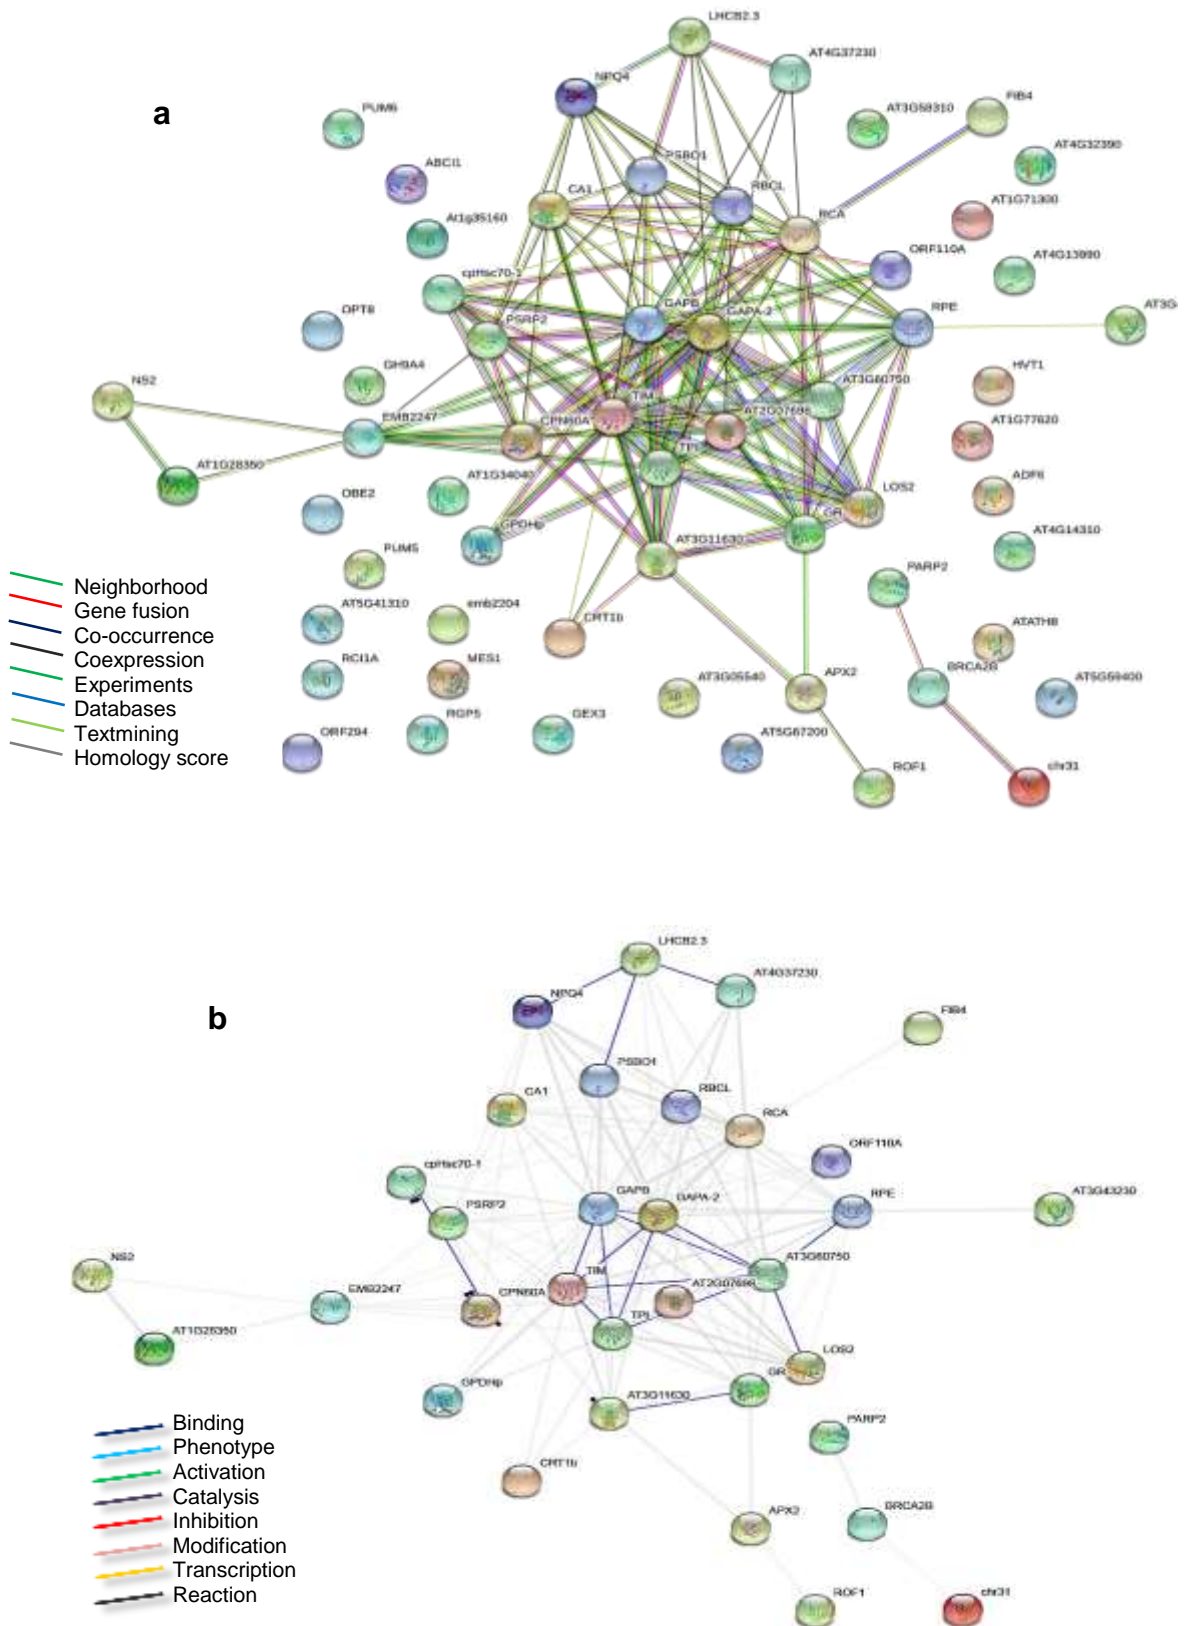 LHCB2.3
AT4G37230
NPQ4
a
PUM6
AT3G58310
FIB4
AT4G32390
ABCI1
PSBO1
CA1
RBCL
RCA
AT1G71300
At1g35160
ORF110A
AT4G13990
cpHsc70-1
GAPB
GAPA-2
RPE
AT3G
OPT8
PSRP2
GH9A4
AT3G60750
HVT1
NS2
EMB2247
CPN60A
TIM
AT2G07698
AT1G77620
AT1G28350
TPI
AT1G34040
LOS2
ADF6
OBE2
GPDHp
GR
AT4G14310
PUM5
AT3G11630
PARP2
Neighborhood
Gene fusion
Co-occurrence
Coexpression
Experiments
Databases
Textmining
Homology score
AT5G41310
emb2204
CRT1b
ATATH8
RCI1A
MES1
AT3G05540
APX2
BRCA2B
AT5G59400
ORF294
RGP5
GEX3
AT5G67200
ROF1
chr31
LHCB2.3
AT4G37230
b
NPQ4
FIB4
PSBO1
CA1
RBCL
RCA
ORF110A
cpHsc70-1
PSRP2
GAPB
GAPA-2
RPE
AT3G43230
NS2
EMB2247
CPN60A
TIM
AT2G07698
AT3G60750
AT1G28350
TPI
LOS2
GPDHp
AT3G11630
GR
PARP2
Binding
Phenotype
Activation
Catalysis
Inhibition
Modification
Transcription
Reaction
CRT1b
APX2
BRCA2B
ROF1
chr31